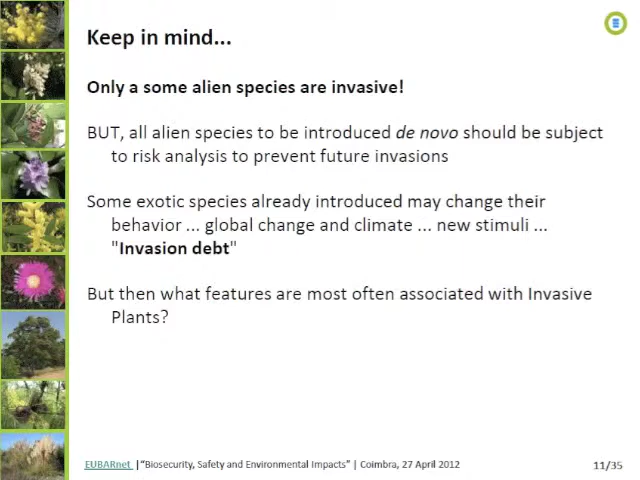 Keep in mind...
Only a some alien species are invasive!
BUT, all alien species to be introduced de novo should be subject
to risk analysis to prevent future invasions
Some exotic species already introduced may change their
behavior ... global change and climate ... new stimuli ...
"Invasion debt"
But then what features are most often associated with Invasive
Plants?
EUBARnet |"Biosecurity, Safety and Environmental Impacts" | Coimbra, 27 April 2012
11/35